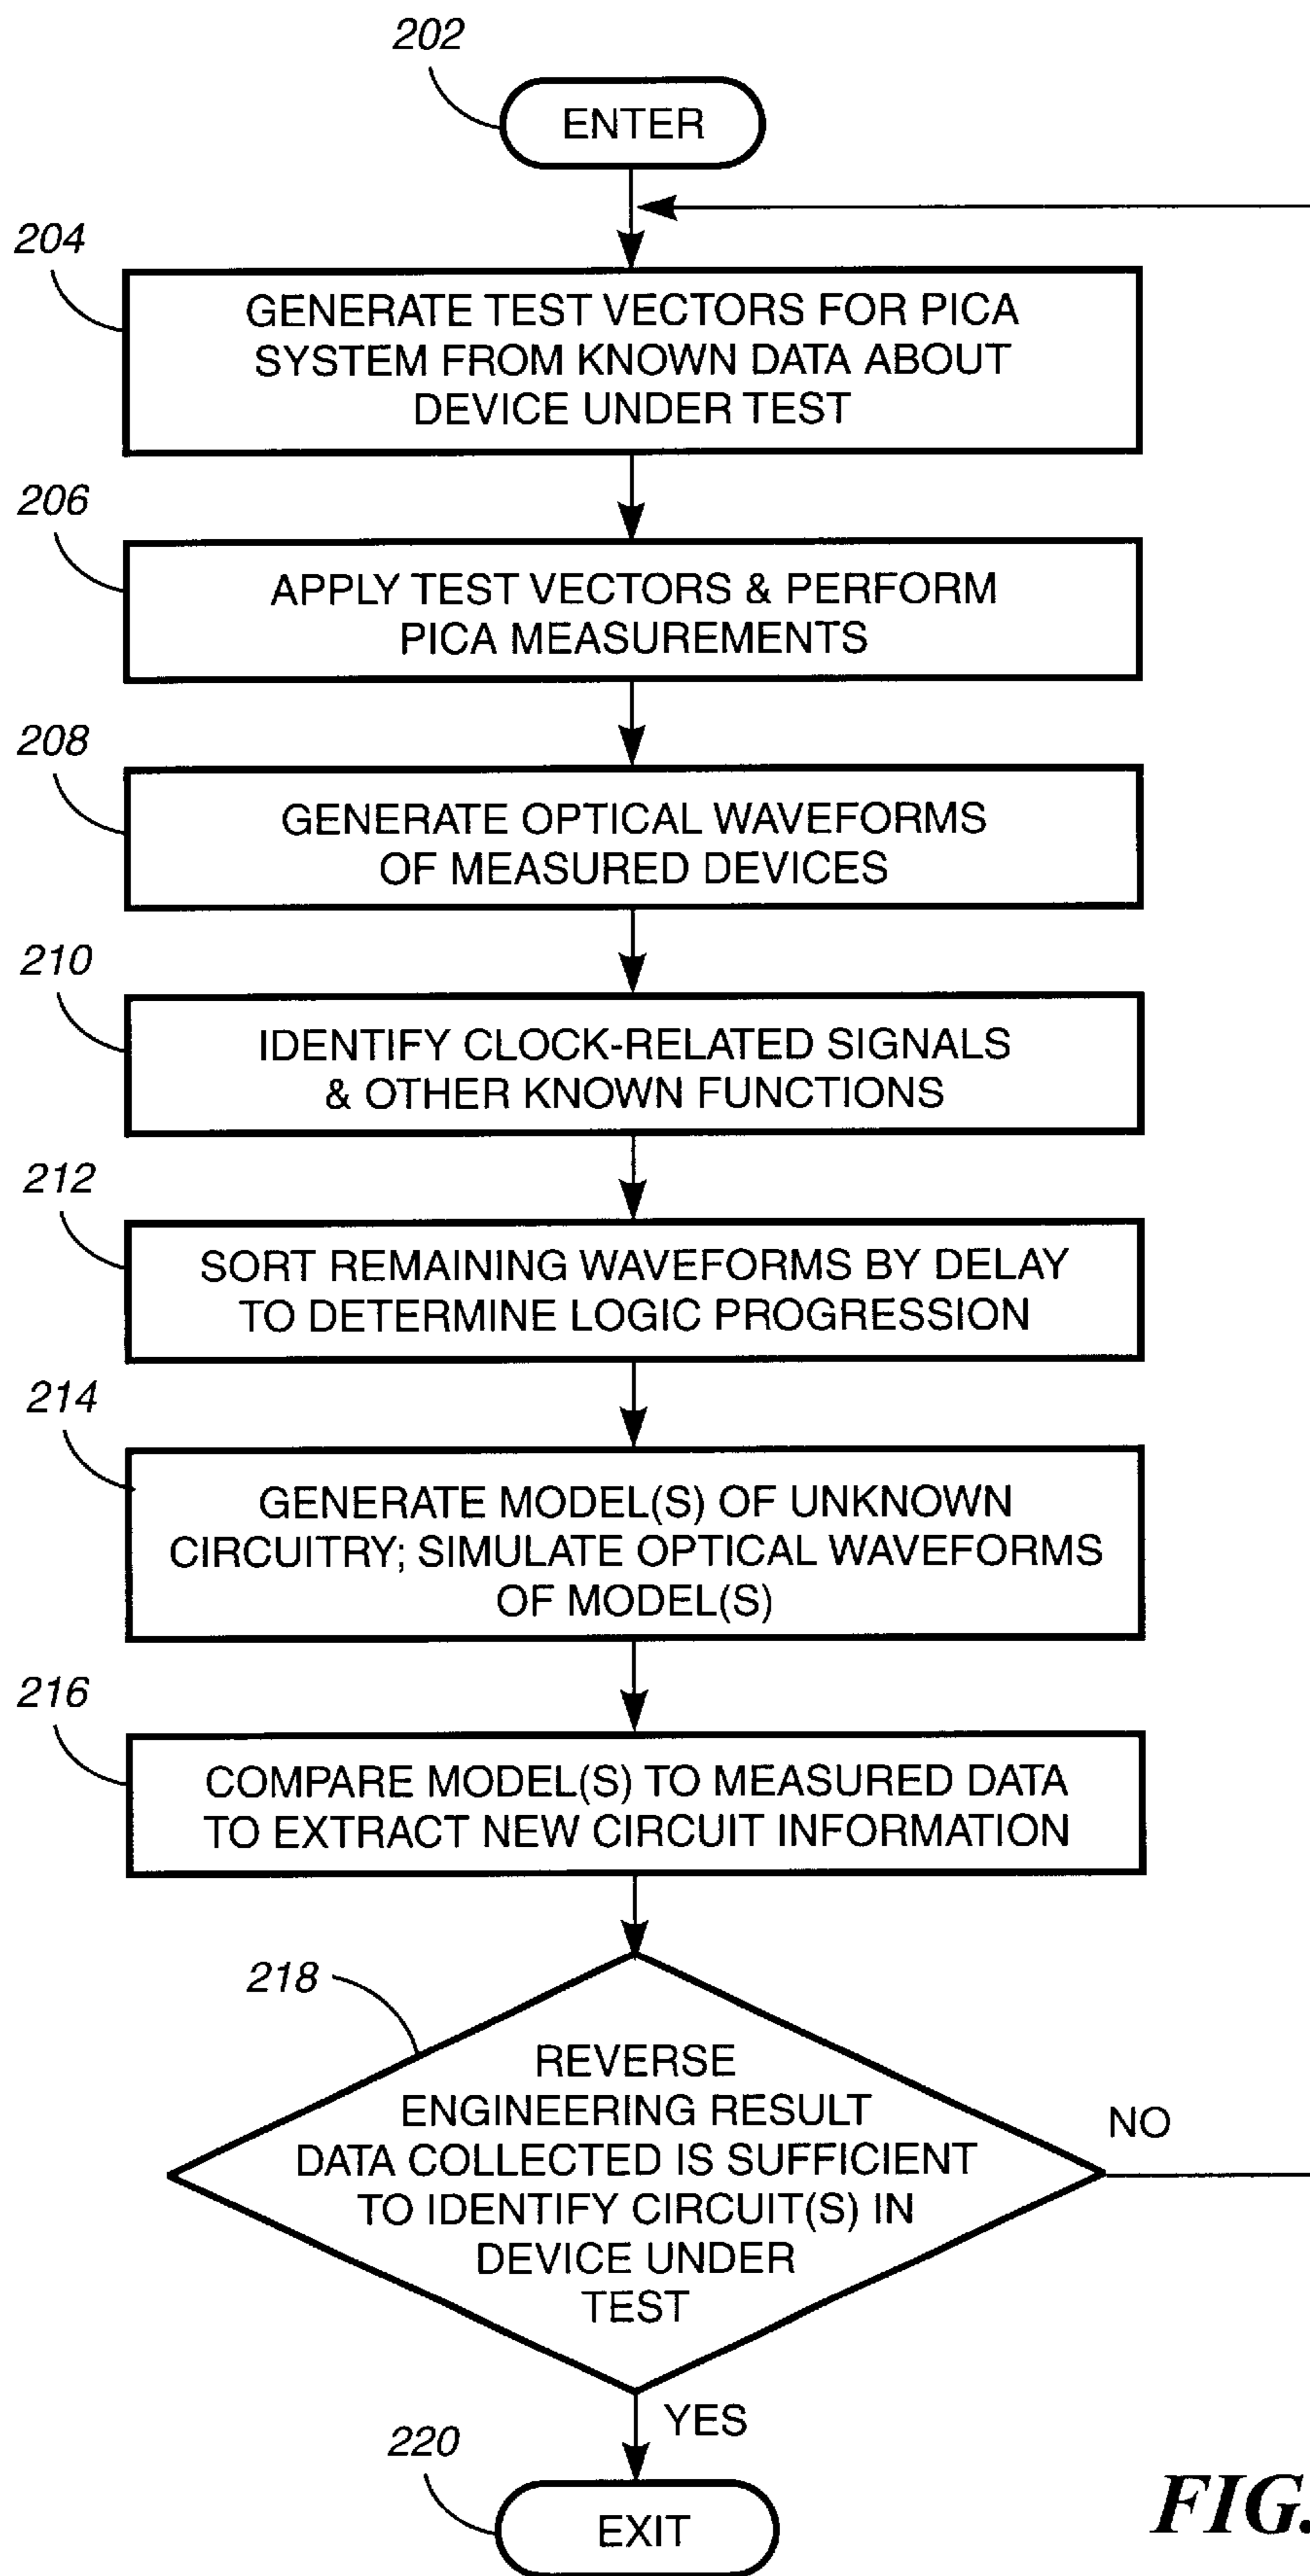 202
ENTER
204
GENERATE TEST VECTORS FOR PICA
SYSTEM FROM KNOWN DATA ABOUT
DEVICE UNDER TEST
206
APPLY TEST VECTORS & PERFORM
PICA MEASUREMENTS
208
GENERATE OPTICAL WAVEFORMS
OF MEASURED DEVICES
210
IDENTIFY CLOCK-RELATED SIGNALS
& OTHER KNOWN FUNCTIONS
212
SORT REMAINING WAVEFORMS BY DELAY
TO DETERMINE LOGIC PROGRESSION
214
GENERATE MODEL(S) OF UNKNOWN
CIRCUITRY; SIMULATE OPTICAL WAVEFORMS
OF MODEL(S)
216
COMPARE MODEL(S) TO MEASURED DATA
TO EXTRACT NEW CIRCUIT INFORMATION
218
REVERSE
ENGINEERING RESULT
DATA COLLECTED IS SUFFICIENT
TO IDENTIFY CIRCUIT(S) IN
DEVICE UNDER
TEST
NO
YES
220
EXIT
FIG.